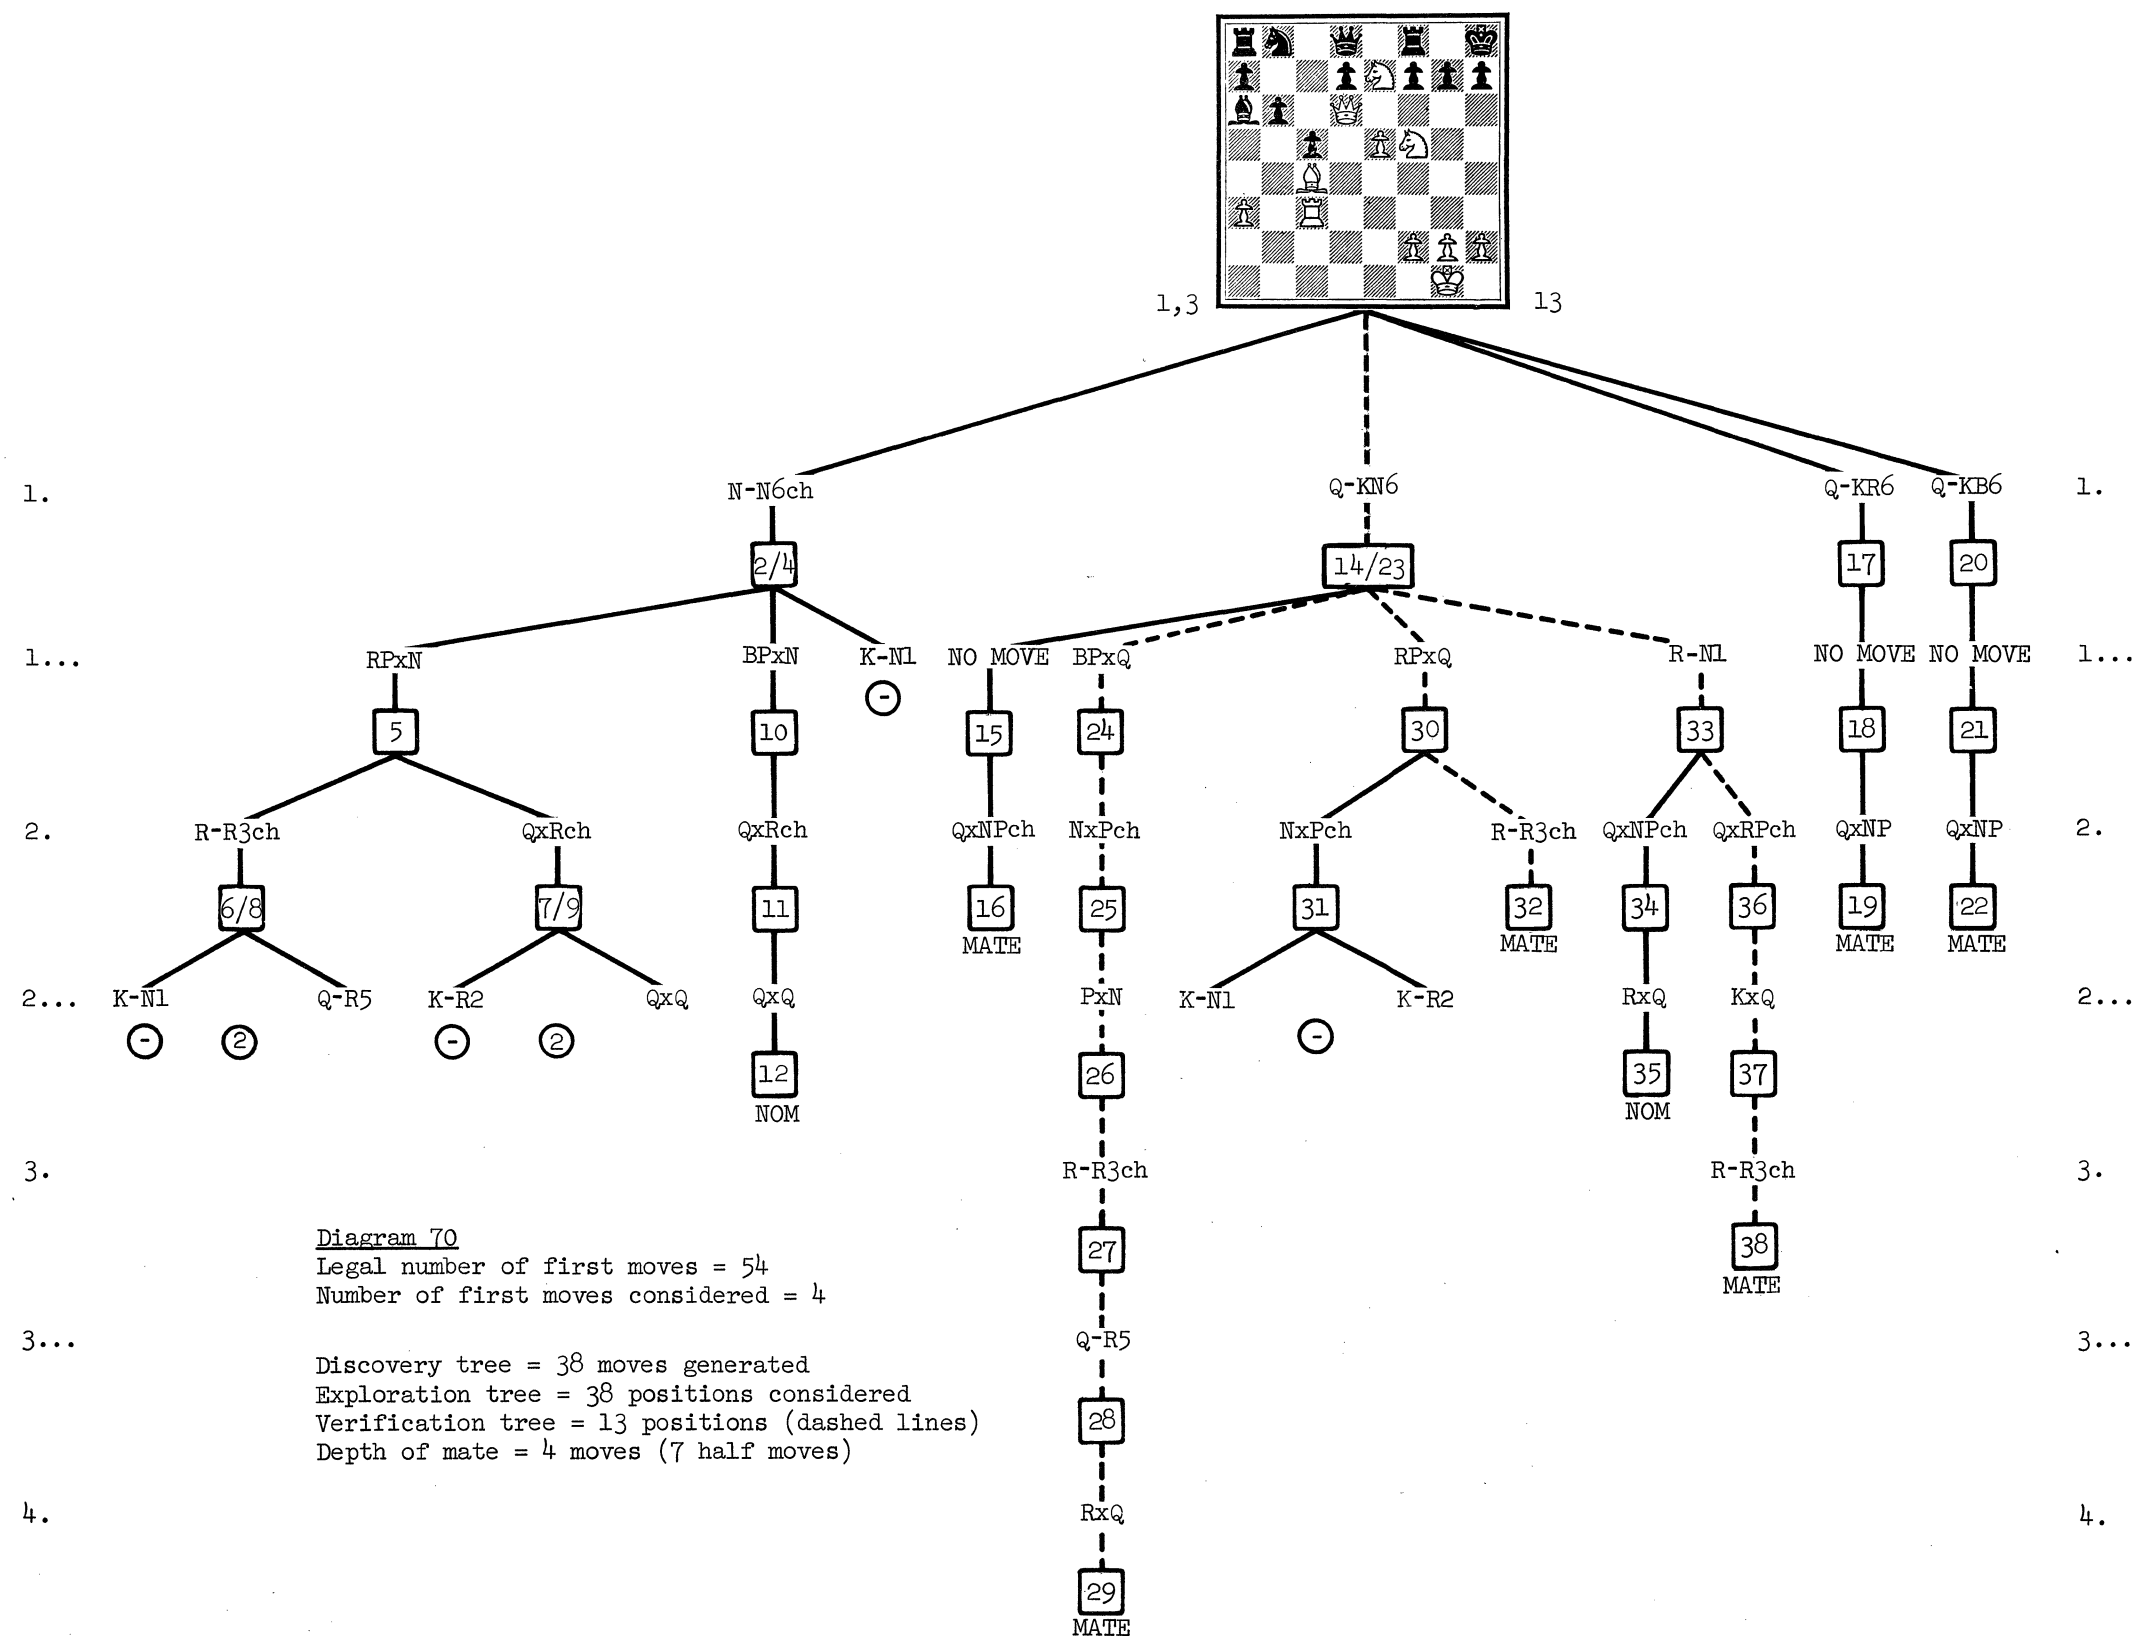 1,3 13
1. N-N6ch Q-KN6 Q-KR6 Q-KB6 1.
2/4 14/23 17 20
1... RPxN BPxN K-N1 NO MOVE BPxQ RPxQ R-N1 NO MOVE NO MOVE 1...
-
5 10 15 24 30 33 18 21
2. R-R3ch QxRch QxRch QxNPch NxPch NxPch R-R3ch QxNPch QxRPch QxNP QxNP 2.
6/8 7/9 11 16 25 31 32 34 36 19 22
MATE MATE MATE MATE
2... K-N1 Q-R5 K-R2 QxQ QxQ PxN K-N1 K-R2 RxQ KxQ 2...
- 2 - 2 -
12 26 35 37
NOM NOM
3. R-R3ch R-R3ch 3.
27 38
MATE
Diagram 70
Legal number of first moves = 54
Number of first moves considered = 4
3... Q-R5 3...
Discovery tree = 38 moves generated
Exploration tree = 38 positions considered
Verification tree = 13 positions (dashed lines)
Depth of mate = 4 moves (7 half moves)
28
4. RxQ 4.
29
MATE